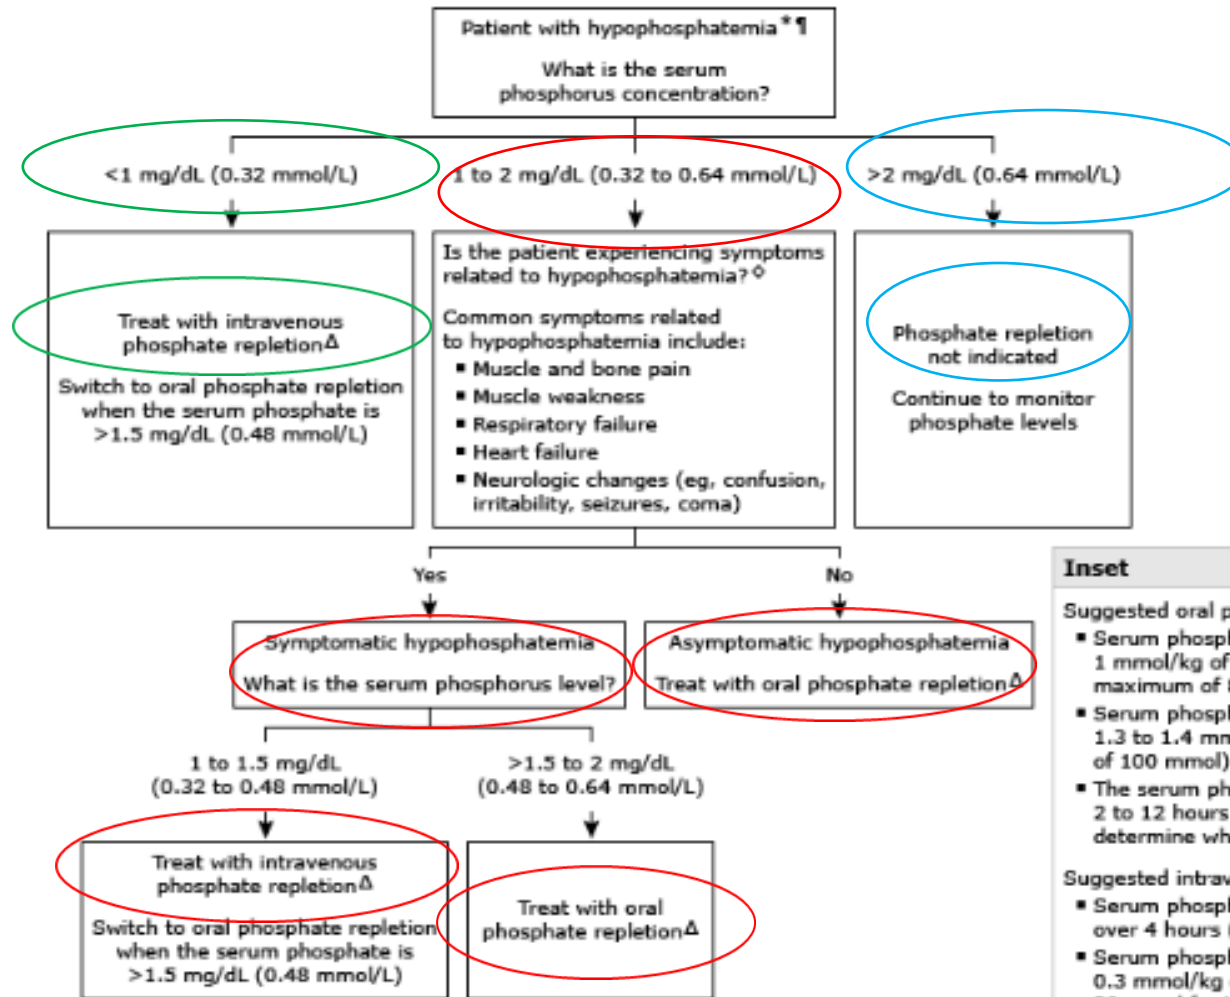 Patient with hypophosphatemia*¶
What is the serum
phosphorus concentration?
<1 mg/dL (0.32 mmol/L)
1 to 2 mg/dL (0.32 to 0.64 mmol/L)
>2 mg/dL (0.64 mmol/L)
Treat with intravenous
phosphate repletionΔ
Switch to oral phosphate repletion
when the serum phosphate is
>1.5 mg/dL (0.48 mmol/L)
Is the patient experiencing symptoms
related to hypophosphatemia?◊
Common symptoms related
to hypophosphatemia include:
▪ Muscle and bone pain
▪ Muscle weakness
▪ Respiratory failure
▪ Heart failure
▪ Neurologic changes (eg, confusion,
irritability, seizures, coma)
Phosphate repletion
not indicated
Continue to monitor
phosphate levels
Yes
No
Symptomatic hypophosphatemia
What is the serum phosphorus level?
Asymptomatic hypophosphatemia
Treat with oral phosphate repletionΔ
1 to 1.5 mg/dL
(0.32 to 0.48 mmol/L)
>1.5 to 2 mg/dL
(0.48 to 0.64 mmol/L)
Treat with intravenous
phosphate repletionΔ
Switch to oral phosphate repletion
when the serum phosphate is
>1.5 mg/dL (0.48 mmol/L)
Treat with oral
phosphate repletionΔ
Inset
Suggested oral
▪ Serum
1 mmol/kg of
maximum of
▪ Serum
1.3 to 1.4
of 100 mmol)
▪ The serum
2 to 12 hours
determine
Suggested
▪ Serum
over 4 hours
▪ Serum
0.3 mmol/kg